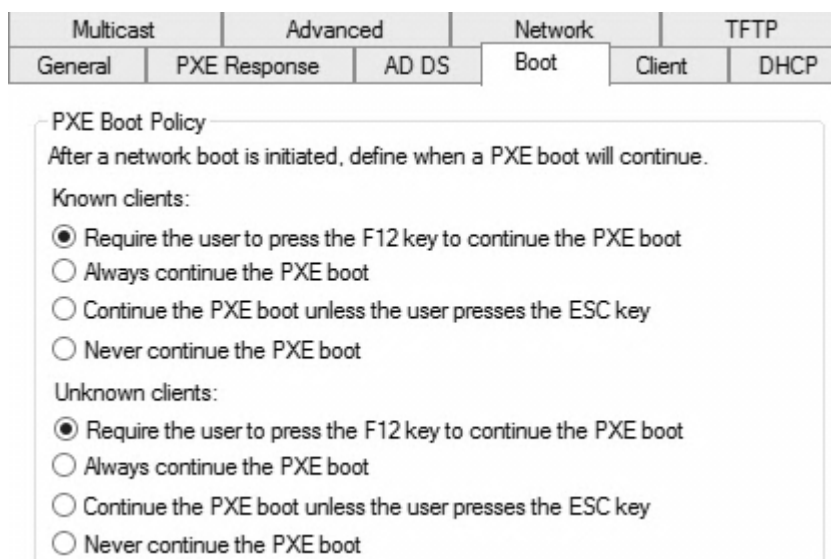 Multicast Advanced Network TFTP
General PXE Response AD DS Boot Client DHCP
PXE Boot Policy
After a network boot is initiated, define when a PXE boot will continue.
Known clients:
Require the user to press the F12 key to continue the PXE boot
Always continue the PXE boot
Continue the PXE boot unless the user presses the ESC key
Never continue the PXE boot
Unknown clients:
Require the user to press the F12 key to continue the PXE boot
Always continue the PXE boot
Continue the PXE boot unless the user presses the ESC key
Never continue the PXE boot